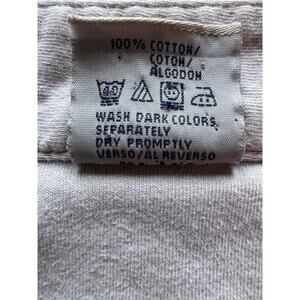 100% COTTON/
COTON/
ALGODON
40
WASH DARK COLORS
SEPARATELY
DRY PROMPTLY
VERSO/AL REVERSO